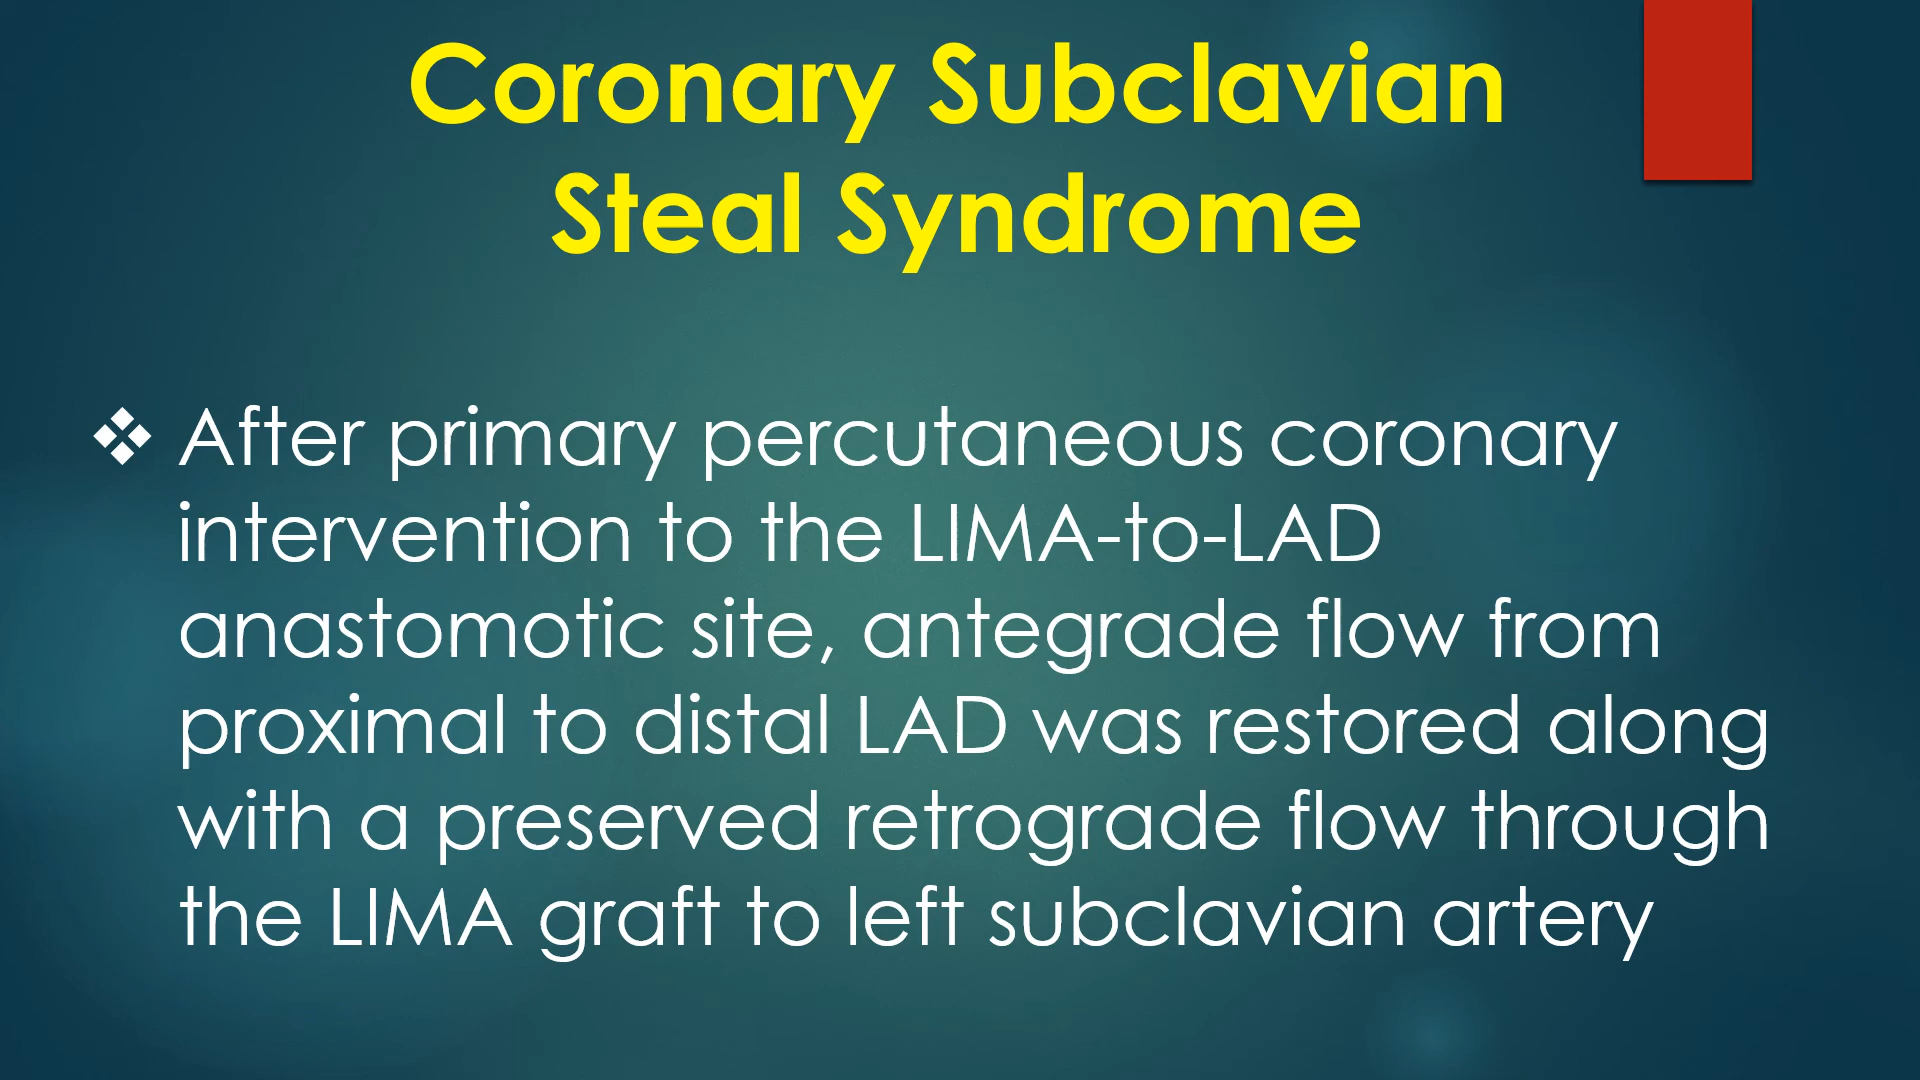 Coronary Subclavian
Steal Syndrome
❖ After primary percutaneous coronary
intervention to the LIMA-to-LAD
anastomotic site, antegrade flow from
proximal to distal LAD was restored along
with a preserved retrograde flow through
the LIMA graft to left subclavian artery